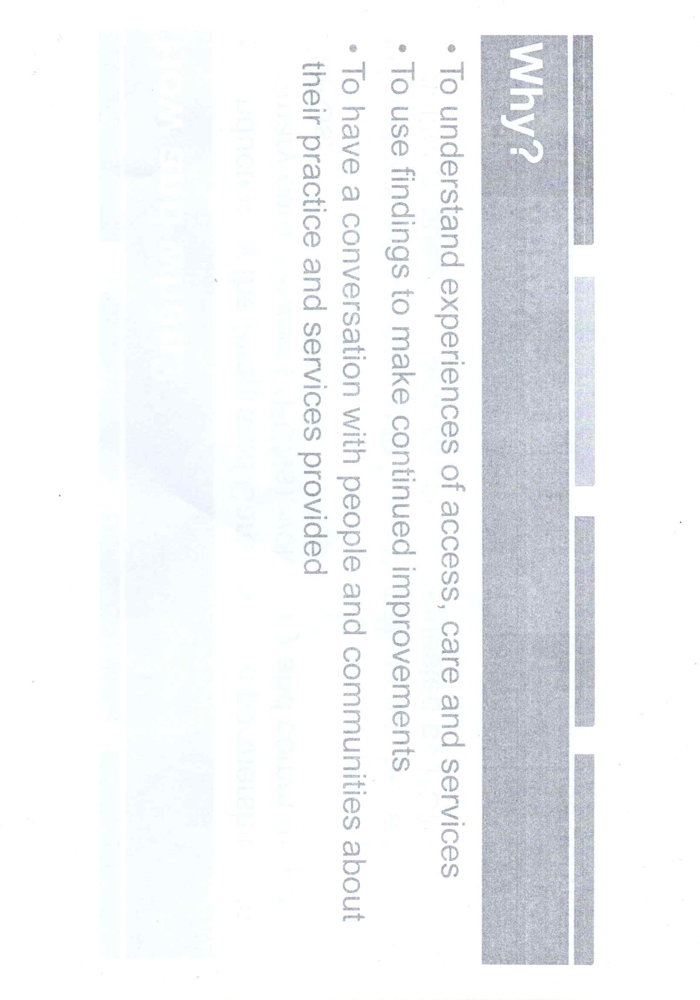 Why?
• To understand experiences of access, care and services
• To use findings to make continued improvements
• To have a conversation with people and communities about
their practice and services provided